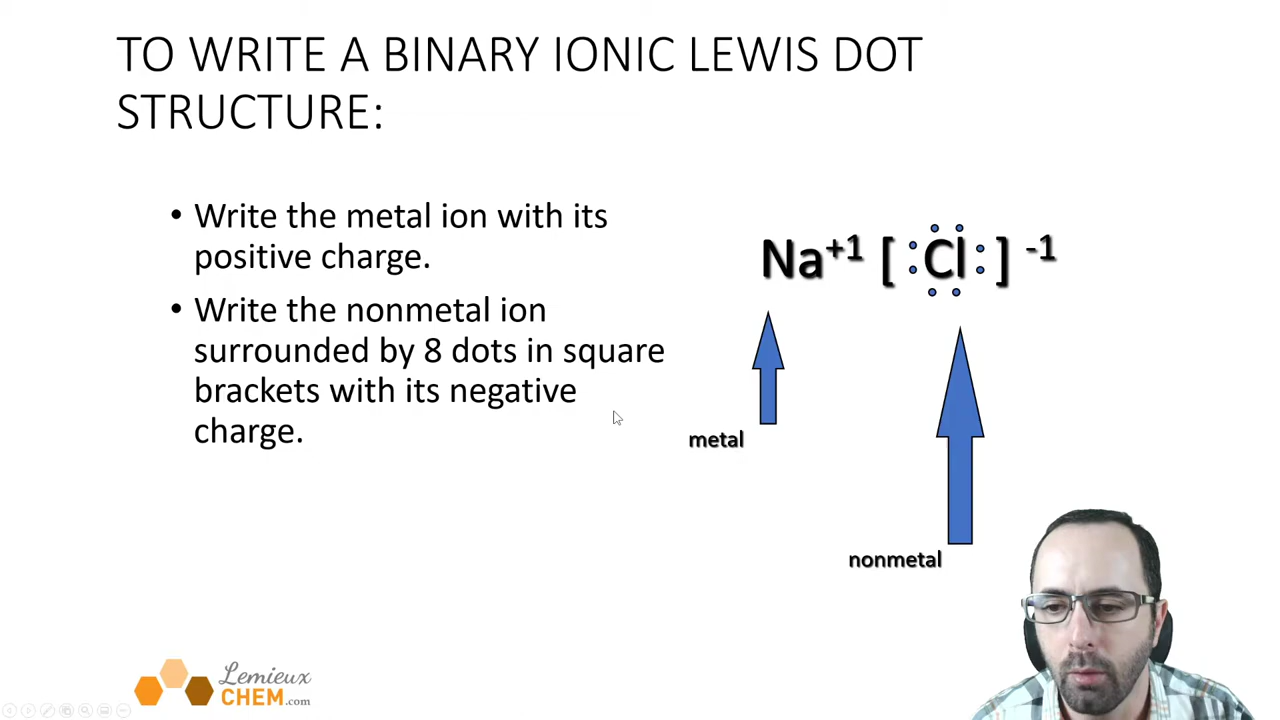 TO WRITE A BINARY IONIC LEWIS DOT
STRUCTURE:
• Write the metal ion with its
positive charge.
• Write the nonmetal ion
surrounded by 8 dots in square
brackets with its negative
charge.
Na+1 [ Cl ] -1
metal
nonmetal
Lemieux
CHEM.com